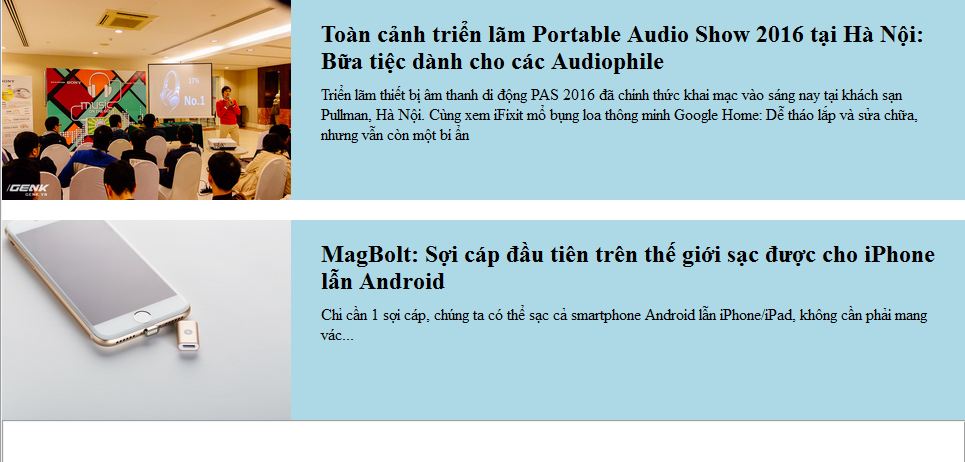 Toàn cảnh triển lãm Portable Audio Show 2016 tại Hà Nội:
Bữa tiệc dành cho các Audiophile
Triển lãm thiết bị âm thanh di động PAS 2016 đã chinh thức khai mạc vào sáng nay tại khách sạn
Pullman, Hà Nội. Cùng xem iFixit mổ bụng loa thông minh Google Home: Dễ tháo lắp và sửa chữa,
nhưng vẫn còn một bí ẩn
SONY
MUSIC
No.1
GENK
GENK.VN
MagBolt: Sợi cáp đầu tiên trên thế giới sạc được cho iPhone
lẫn Android
Chỉ cần 1 sợi cáp, chúng ta có thể sạc cả smartphone Android lẫn iPhone/iPad, không cần phải mang
vác...